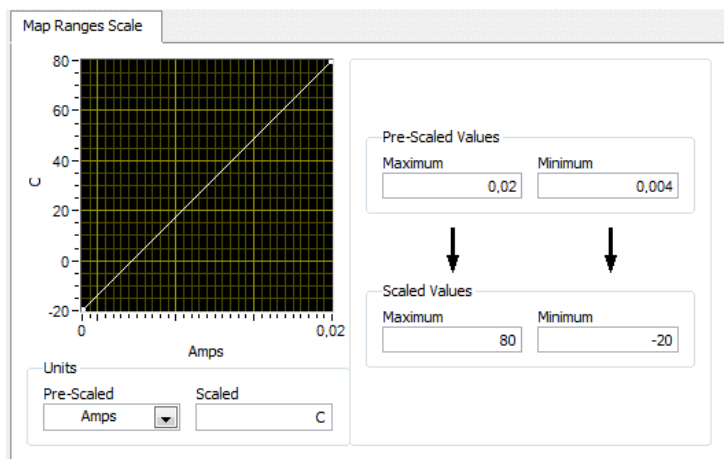 Map Ranges Scale
80
60
40
20
0
-20
C
0
0,02
Amps
Units
Pre-Scaled
Scaled
Amps
C
Pre-Scaled Values
Maximum
Minimum
0,02
0,004
Scaled Values
Maximum
Minimum
80
-20